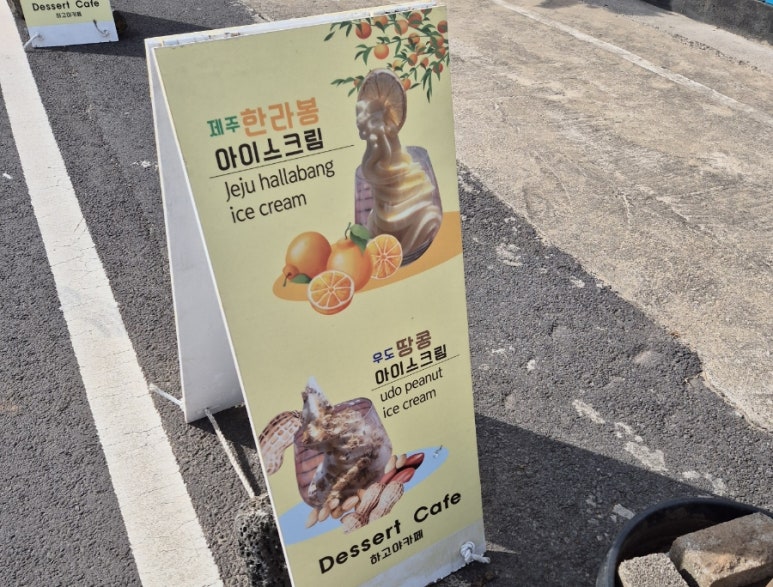 Dessert Cafe
하고야카페
제주 한라봉
아이스크림
Jeju hallabang
ice cream
우도 땅콩
아이스크림
udo peanut
ice cream
Dessert Cafe
하고야카페